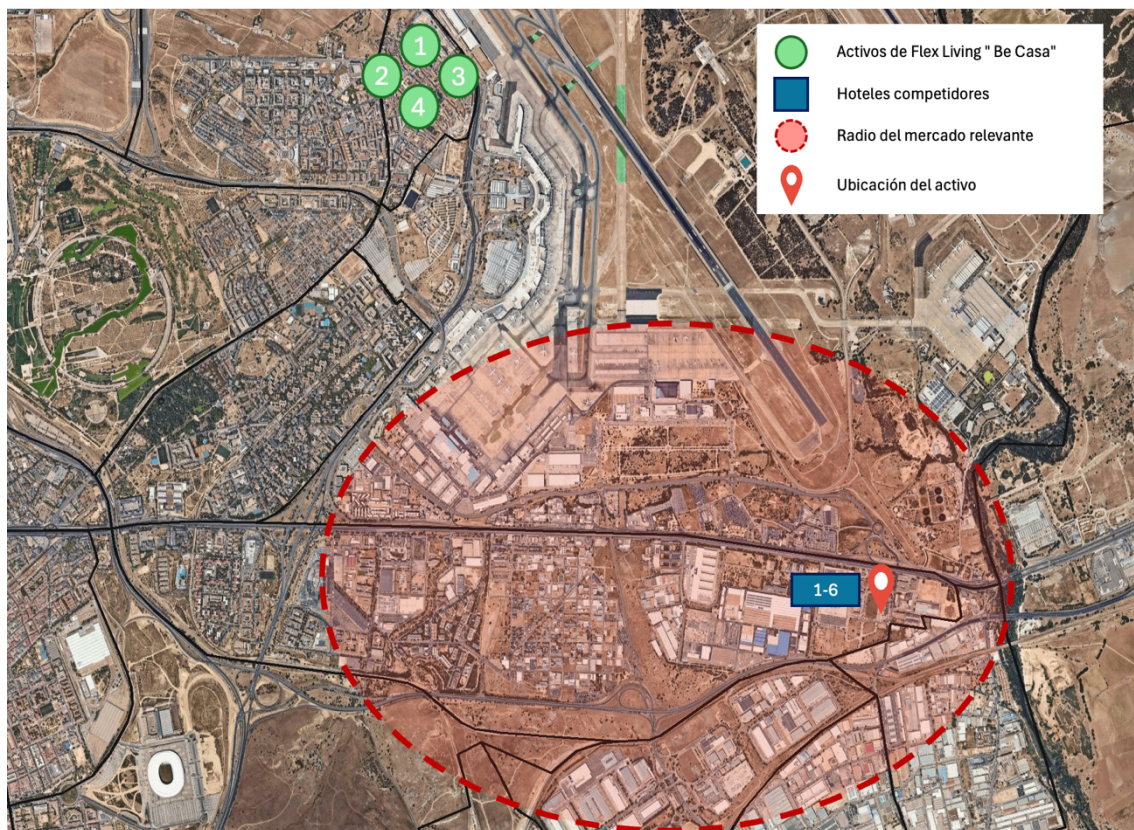 1
2
3
4
Activos de Flex Living " Be Casa"
Hoteles competidores
Radio del mercado relevante
Ubicación del activo
1-6